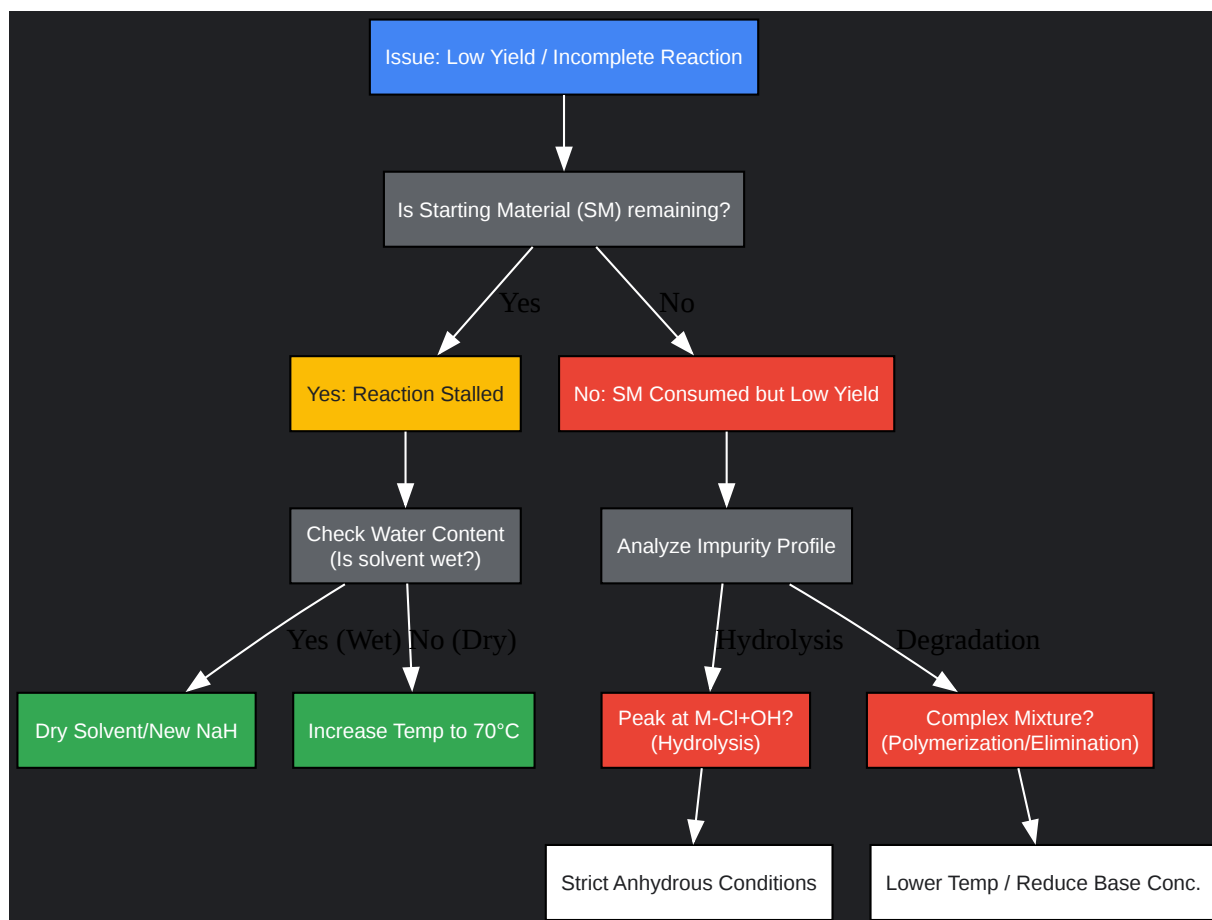 Issue: Low Yield / Incomplete Reaction
Is Starting Material (SM) remaining?
Yes
No
Yes: Reaction Stalled
No: SM Consumed but Low Yield
Check Water Content
(Is solvent wet?)
Analyze Impurity Profile
Yes (Wet)
No (Dry)
Hydrolysis
Degradation
Dry Solvent/New NaH
Increase Temp to 70°C
Peak at M-Cl+OH?
(Hydrolysis)
Complex Mixture?
(Polymerization/Elimination)
Strict Anhydrous Conditions
Lower Temp / Reduce Base Conc.